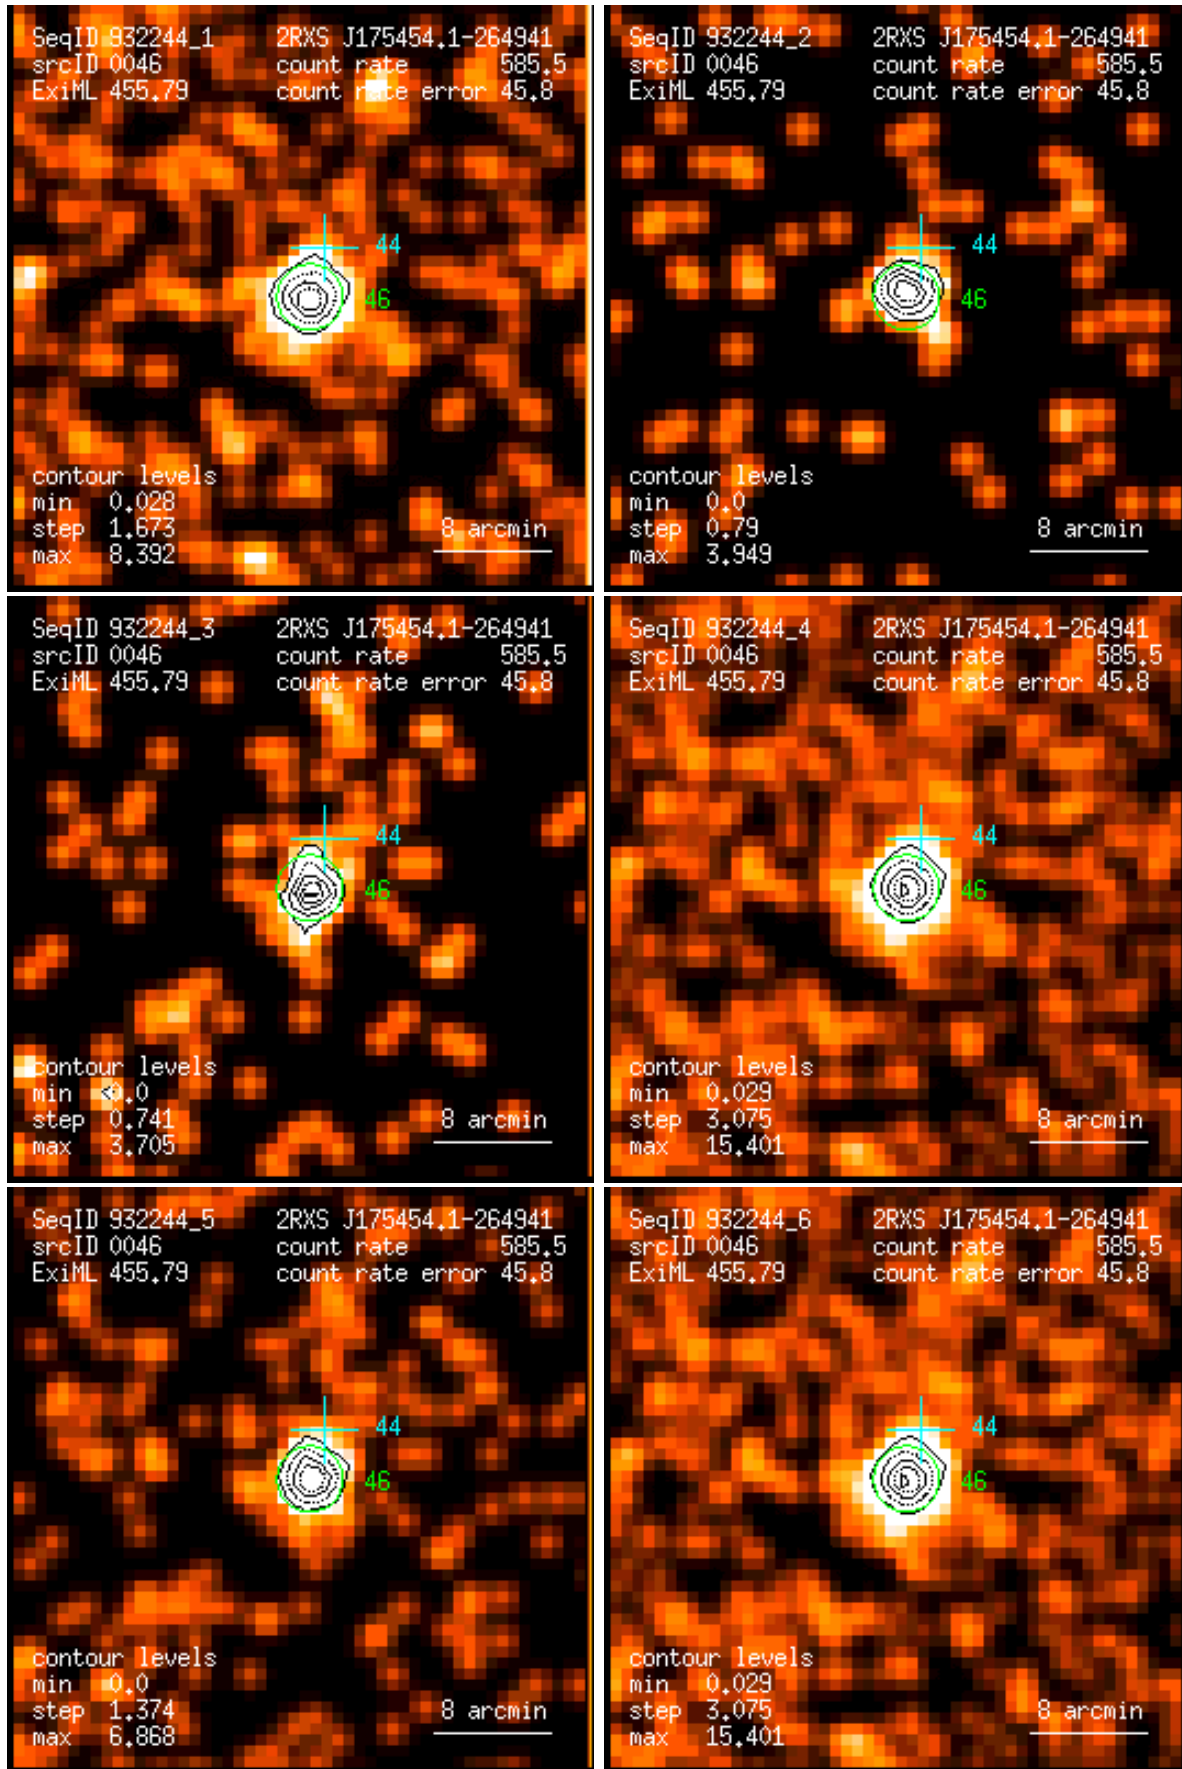 SeqID 932244_1 2RXS J175454.1-264941
srcID 0046 count rate 585.5
ExiML 455.79 count rate error 45.8
44
46
contour levels
min 0.028
step 1.673 8 arcmin
max 8.392
SeqID 932244_2 2RXS J175454.1-264941
srcID 0046 count rate 585.5
ExiML 455.79 count rate error 45.8
44
46
contour levels
min 0.0
step 0.79 8 arcmin
max 3.949
SeqID 932244_3 2RXS J175454.1-264941
srcID 0046 count rate 585.5
ExiML 455.79 count rate error 45.8
44
46
contour levels
min 0.0
step 0.741 8 arcmin
max 3.705
SeqID 932244_4 2RXS J175454.1-264941
srcID 0046 count rate 585.5
ExiML 455.79 count rate error 45.8
44
46
contour levels
min 0.029
step 3.075 8 arcmin
max 15.401
SeqID 932244_5 2RXS J175454.1-264941
srcID 0046 count rate 585.5
ExiML 455.79 count rate error 45.8
44
46
contour levels
min 0.0
step 1.374 8 arcmin
max 6.868
SeqID 932244_6 2RXS J175454.1-264941
srcID 0046 count rate 585.5
ExiML 455.79 count rate error 45.8
44
46
contour levels
min 0.029
step 3.075 8 arcmin
max 15.401